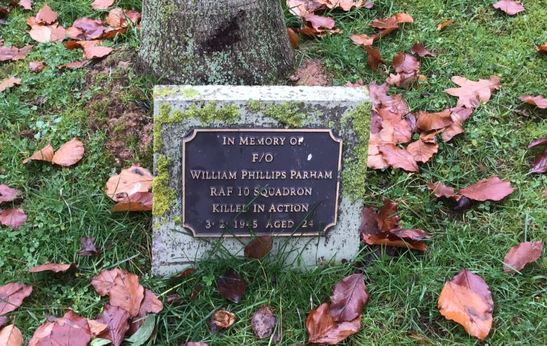 IN MEMORY OF
F/O
WILLIAM PHILLIPS PARHAM
RAF 10 SQUADRON
KILLED IN ACTION
3·2·1945 AGED 24